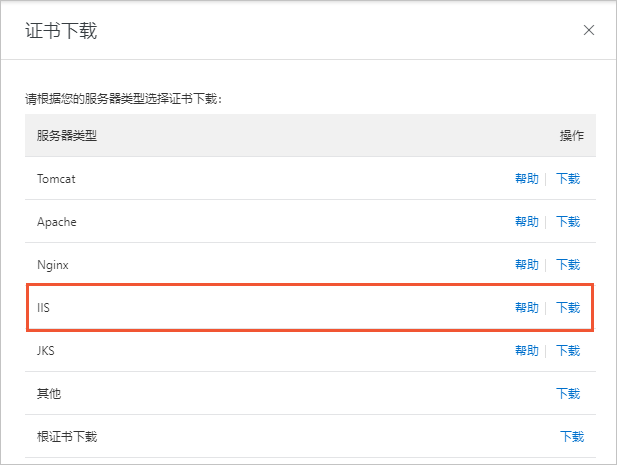 证书下载
请根据您的服务器类型选择证书下载：
服务器类型 操作
Tomcat 帮助 下载
Apache 帮助 下载
Nginx 帮助 下载
IIS 帮助 下载
JKS 帮助 下载
其他 下载
根证书下载 下载